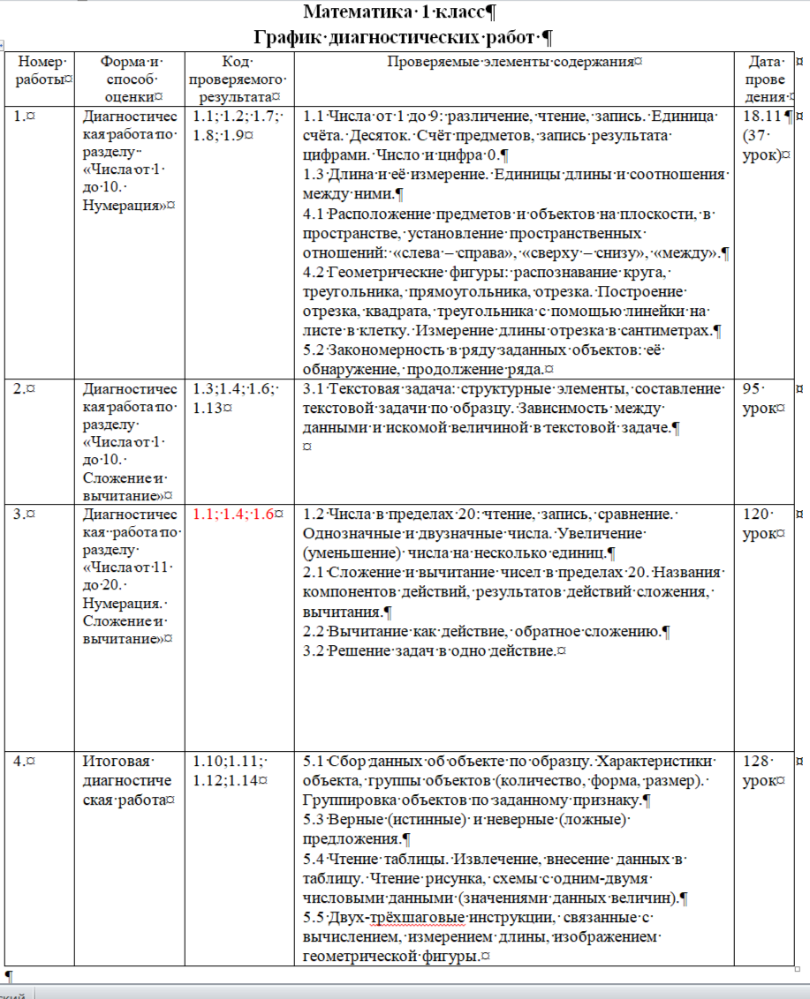 Математика 1 класс
График диагностических работ
Номер работы
Форма и способ оценки
Код проверяемого результата
Проверяемые элементы содержания
Дата прове дения
1.
Диагностичес
кая работа по
разделу
«Числа от 1
до 10.
Нумерация»
1.1; 1.2; 1.7;
1.8; 1.9
1.1 Числа от 1 до 9: различение, чтение, запись. Единица
счёта. Десяток. Счёт предметов, запись результата
цифрами. Число и цифра 0.
1.3 Длина и её измерение. Единицы длины и соотношения
между ними.
4.1 Расположение предметов и объектов на плоскости, в
пространстве, установление пространственных
отношений: «слева – справа», «сверху – снизу», «между».
4.2 Геометрические фигуры: распознавание круга,
треугольника, прямоугольника, отрезка. Построение
отрезка, квадрата, треугольника с помощью линейки на
листе в клетку. Измерение длины отрезка в сантиметрах.
5.2 Закономерность в ряду заданных объектов: её
обнаружение, продолжение ряда.
18.11
(37
урок)
2.
Диагностичес
кая работа по
разделу
«Числа от 1
до 10.
Сложение и
вычитание»
1.3;1.4; 1.6;
1.13
3.1 Текстовая задача: структурные элементы, составление
текстовой задачи по образцу. Зависимость между
данными и искомой величиной в текстовой задаче.
95
урок
3.
Диагностичес
кая работа по
разделу
«Числа от 11
до 20.
Нумерация.
Сложение и
вычитание»
1.1; 1.4; 1.6
1.2 Числа в пределах 20: чтение, запись, сравнение.
Однозначные и двузначные числа. Увеличение
(уменьшение) числа на несколько единиц.
2.1 Сложение и вычитание чисел в пределах 20. Названия
компонентов действий, результатов действий сложения,
вычитания.
2.2 Вычитание как действие, обратное сложению.
3.2 Решение задач в одно действие.
120
урок
4.
Итоговая
диагностиче
ская работа
1.10;1.11;
1.12;1.14
5.1 Сбор данных об объекте по образцу. Характеристики
объекта, группы объектов (количество, форма, размер).
Группировка объектов по заданному признаку.
5.3 Верные (истинные) и неверные (ложные)
предложения.
5.4 Чтение таблицы. Извлечение, внесение данных в
таблицу. Чтение рисунка, схемы с одним-двумя
числовыми данными (значениями данных величин).
5.5 Двух-трёхшаговые инструкции, связанные с
вычислением, измерением длины, изображением
геометрической фигуры.
128
урок